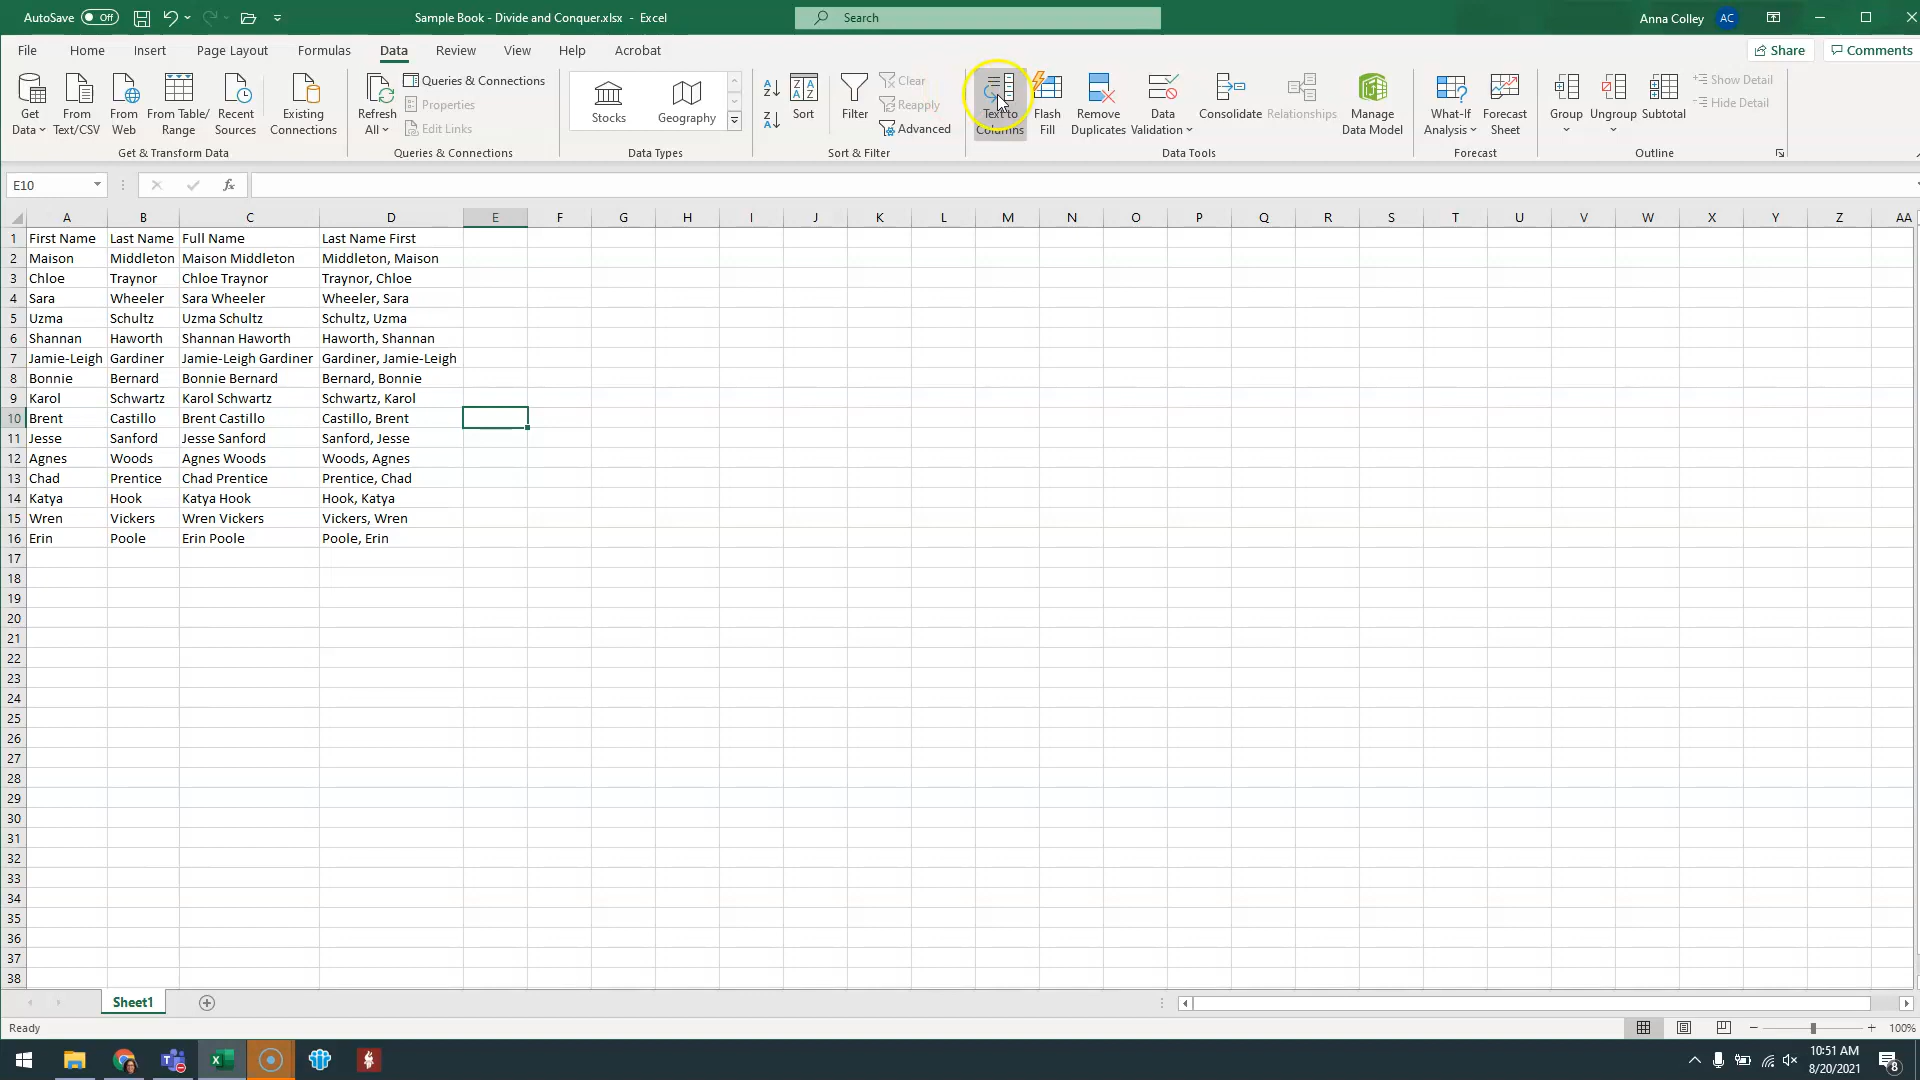 AutoSave Off Sample Book - Divide and Conquer.xlsx - Excel Search Anna Colley AC
File Home Insert Page Layout Formulas Data Review View Help Acrobat Share Comments
Get Data From Text/CSV From Web From Table/ Range Recent Sources Existing Connections
Get & Transform Data
Refresh All Queries & Connections
Properties
Edit Links
Queries & Connections
Stocks Geography
Data Types
Sort Filter Clear
Reapply
Advanced
Sort & Filter
Text to Columns Flash Fill Remove Duplicates Data Validation Consolidate Relationships Manage Data Model
Data Tools
What-If Analysis Forecast Sheet
Forecast
Group Ungroup Subtotal Show Detail
Hide Detail
Outline
E10 fx
A B C D E F G H I J K L M N O P Q R S T U V W X Y Z AA
1 First Name Last Name Full Name Last Name First
2 Maison Middleton Maison Middleton Middleton, Maison
3 Chloe Traynor Chloe Traynor Traynor, Chloe
4 Sara Wheeler Sara Wheeler Wheeler, Sara
5 Uzma Schultz Uzma Schultz Schultz, Uzma
6 Shannan Haworth Shannan Haworth Haworth, Shannan
7 Jamie-Leigh Gardiner Jamie-Leigh Gardiner Gardiner, Jamie-Leigh
8 Bonnie Bernard Bonnie Bernard Bernard, Bonnie
9 Karol Schwartz Karol Schwartz Schwartz, Karol
10 Brent Castillo Brent Castillo Castillo, Brent
11 Jesse Sanford Jesse Sanford Sanford, Jesse
12 Agnes Woods Agnes Woods Woods, Agnes
13 Chad Prentice Chad Prentice Prentice, Chad
14 Katya Hook Katya Hook Hook, Katya
15 Wren Vickers Wren Vickers Vickers, Wren
16 Erin Poole Erin Poole Poole, Erin
17
18
19
20
21
22
23
24
25
26
27
28
29
30
31
32
33
34
35
36
37
38
Sheet1
Ready 100%
10:51 AM
8/20/2021
8